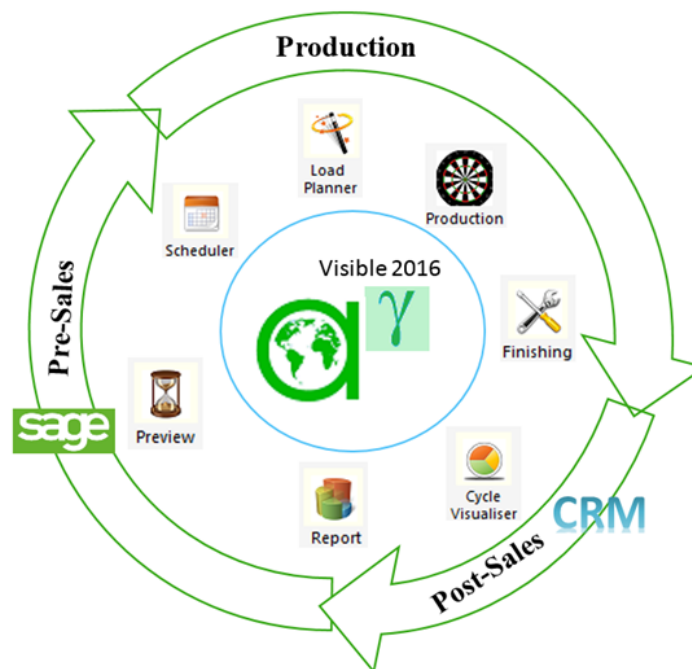 Production
Load
Planner
Production
Scheduler
Visible 2016
a γ
Finishing
Pre-Sales
sage
Preview
Cycle
Visualiser
Report
CRM
Post-Sales